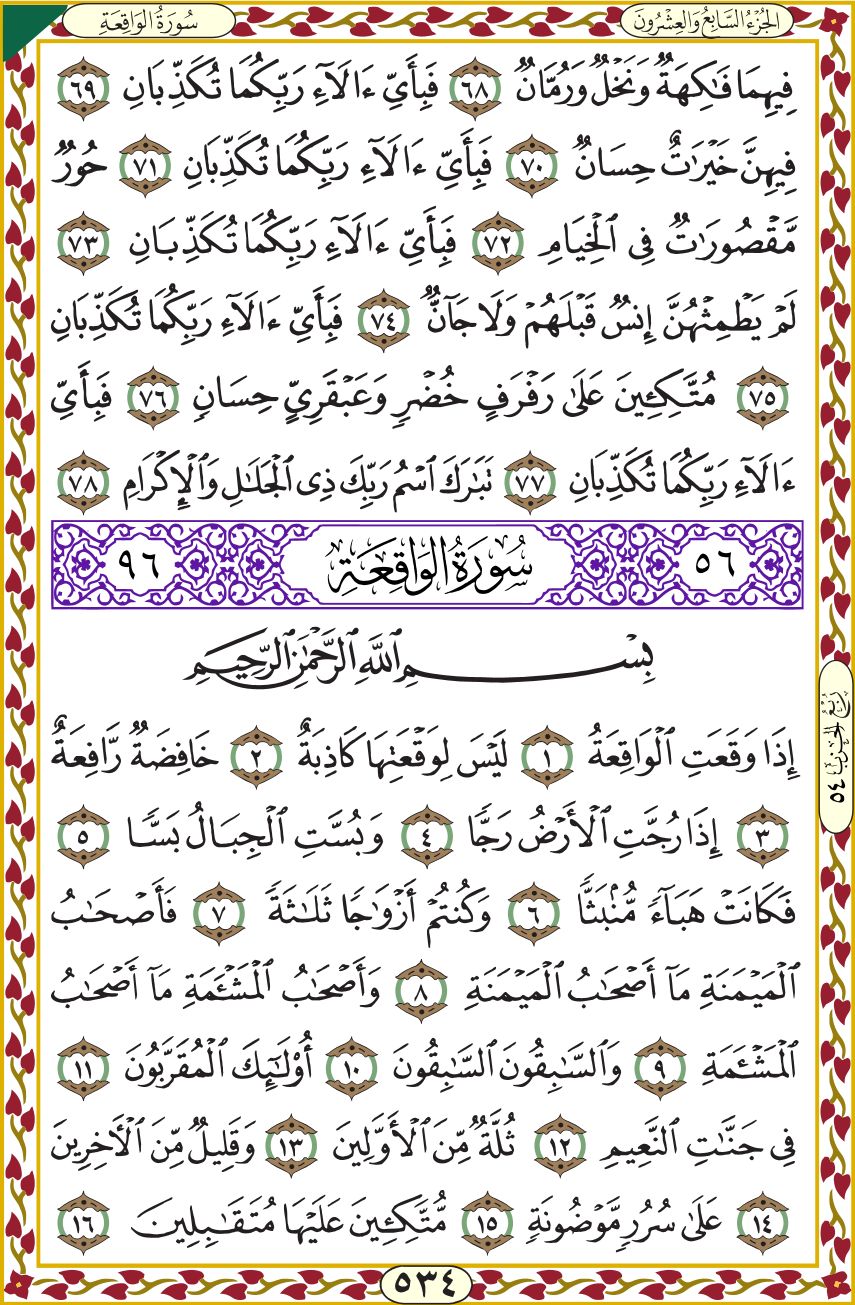 سُورَةُ الْوَاقِعَةِ
الجُزْءُ السَّابِعُ وَالعِشْرُونَ
فِيهِمَا فَٰكِهَةٌ وَنَخْلٌ وَرُمَّانٌ ٦٨ فَبِأَىِّ ءَالَآءِ رَبِّكُمَا تُكَذِّبَانِ ٦٩
فِيهِنَّ خَيْرَٰتٌ حِسَانٌ ٧٠ فَبِأَىِّ ءَالَآءِ رَبِّكُمَا تُكَذِّبَانِ ٧١ حُورٌ
مَّقْصُورَٰتٌ فِى ٱلْخِيَامِ ٧٢ فَبِأَىِّ ءَالَآءِ رَبِّكُمَا تُكَذِّبَانِ ٧٣
لَمْ يَطْمِثْهُنَّ إِنسٌ قَبْلَهُمْ وَلَا جَآنٌّ ٧٤ فَبِأَىِّ ءَالَآءِ رَبِّكُمَا تُكَذِّبَانِ
٧٥ مُتَّكِـِٔينَ عَلَىٰ رَفْرَفٍ خُضْرٍ وَعَبْقَرِىٍّ حِسَانٍ ٧٦ فَبِأَىِّ
ءَالَآءِ رَبِّكُمَا تُكَذِّبَانِ ٧٧ تَبَٰرَكَ ٱسْمُ رَبِّكَ ذِى ٱلْجَلَٰلِ وَٱلْإِكْرَامِ ٧٨
٥٦ سُورَةُ الْوَاقِعَةِ ٩٦
بِسْمِ ٱللَّهِ ٱلرَّحْمَٰنِ ٱلرَّحِيمِ
إِذَا وَقَعَتِ ٱلْوَاقِعَةُ ١ لَيْسَ لِوَقْعَتِهَا كَاذِبَةٌ ٢ خَافِضَةٌ رَّافِعَةٌ
٣ إِذَا رُجَّتِ ٱلْأَرْضُ رَجًّا ٤ وَبُسَّتِ ٱلْجِبَالُ بَسًّا ٥
فَكَانَتْ هَبَآءً مُّنۢبَثًّا ٦ وَكُنتُمْ أَزْوَٰجًا ثَلَٰثَةً ٧ فَأَصْحَٰبُ
ٱلْمَيْمَنَةِ مَآ أَصْحَٰبُ ٱلْمَيْمَنَةِ ٨ وَأَصْحَٰبُ ٱلْمَشْـَٔمَةِ مَآ أَصْحَٰبُ
ٱلْمَشْـَٔمَةِ ٩ وَٱلسَّٰبِقُونَ ٱلسَّٰبِقُونَ ١٠ أُو۟لَٰٓئِكَ ٱلْمُقَرَّبُونَ ١١
فِى جَنَّٰتِ ٱلنَّعِيمِ ١٢ ثُلَّةٌ مِّنَ ٱلْأَوَّلِينَ ١٣ وَقَلِيلٌ مِّنَ ٱلْـَٔاخِرِينَ
١٤ عَلَىٰ سُرُرٍ مَّوْضُونَةٍ ١٥ مُّتَّكِـِٔينَ عَلَيْهَا مُتَقَٰبِلِينَ ١٦
رُبُعُ الحِزْبِ ٥٤
٥٣٤